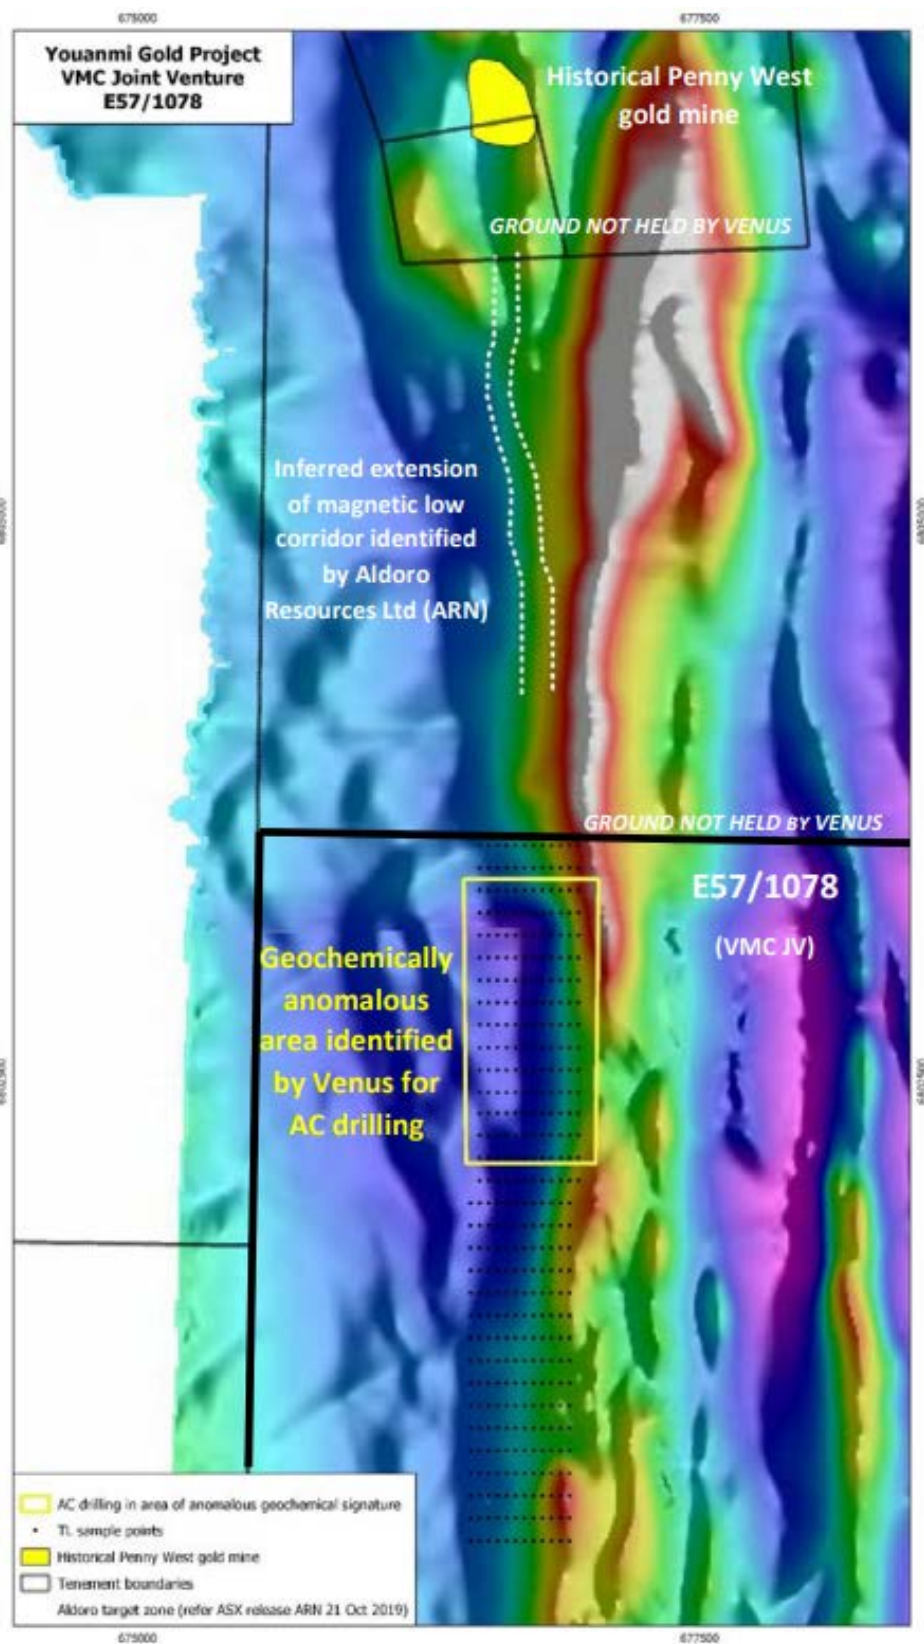 675000
677500
Youanmi Gold Project
VMC Joint Venture
E57/1078
Historical Penny West
gold mine
GROUND NOT HELD BY VENUS
Inferred extension
of magnetic low
corridor identified
by Aldoro
Resources Ltd (ARN)
6805000
6805000
GROUND NOT HELD BY VENUS
E57/1078
(VMC JV)
Geochemically
anomalous
area identified
by Venus for
AC drilling
6802500
6802500
AC drilling in area of anomalous geochemical signature
TL sample points
Historical Penny West gold mine
Tenement boundaries
Aldoro target zone (refer ASX release ARN 21 Oct 2019)
675000
677500